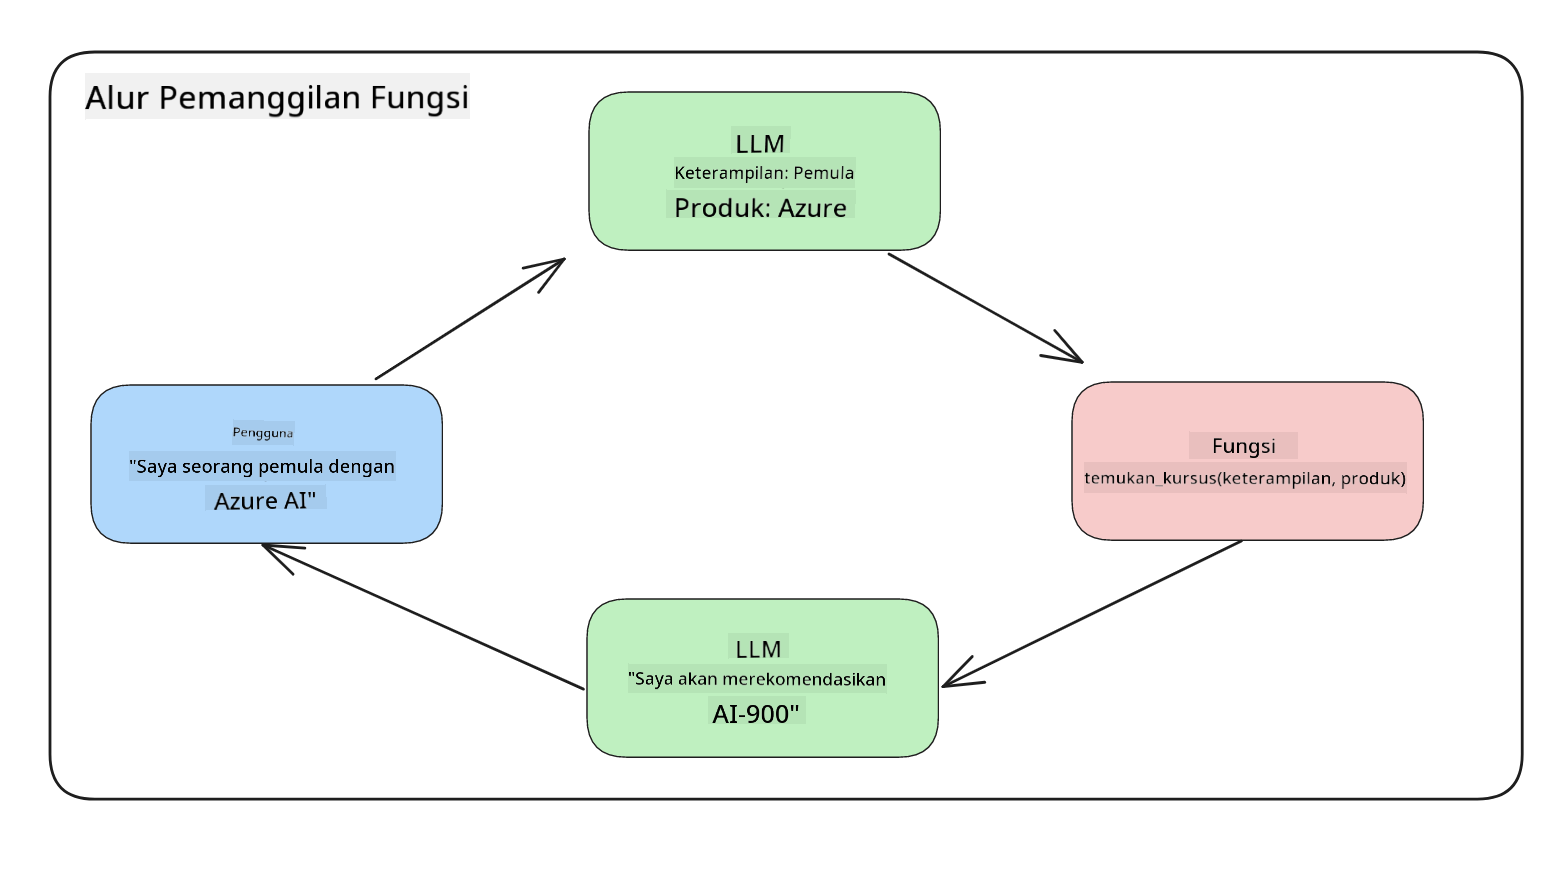 Alur Pemanggilan Fungsi
LLM
Keterampilan: Pemula
Produk: Azure
Pengguna
"Saya seorang pemula dengan
Azure AI"
Fungsi
temukan_kursus(keterampilan, produk)
LLM
"Saya akan merekomendasikan
AI-900"